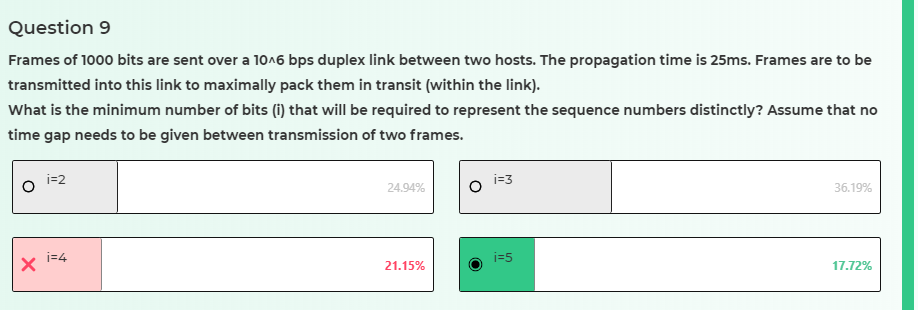 Question 9
Frames of 1000 bits are sent over a 10^6 bps duplex link between two hosts. The propagation time is 25ms. Frames are to be
transmitted into this link to maximally pack them in transit (within the link).
What is the minimum number of bits (i) that will be required to represent the sequence numbers distinctly? Assume that no
time gap needs to be given between transmission of two frames.
i=2 24.94%
i=3 36.19%
i=4 21.15%
i=5 17.72%